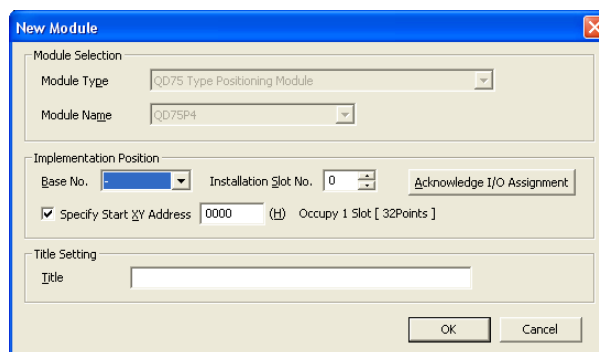 New Module
Module Selection
Module Type QD75 Type Positioning Module
Module Name QD75P4
Implementation Position
Base No. - Installation Slot No. 0 Acknowledge I/O Assignment
Specify Start XY Address 0000 (H) Occupy 1 Slot [ 32Points ]
Title Setting
Title
OK Cancel